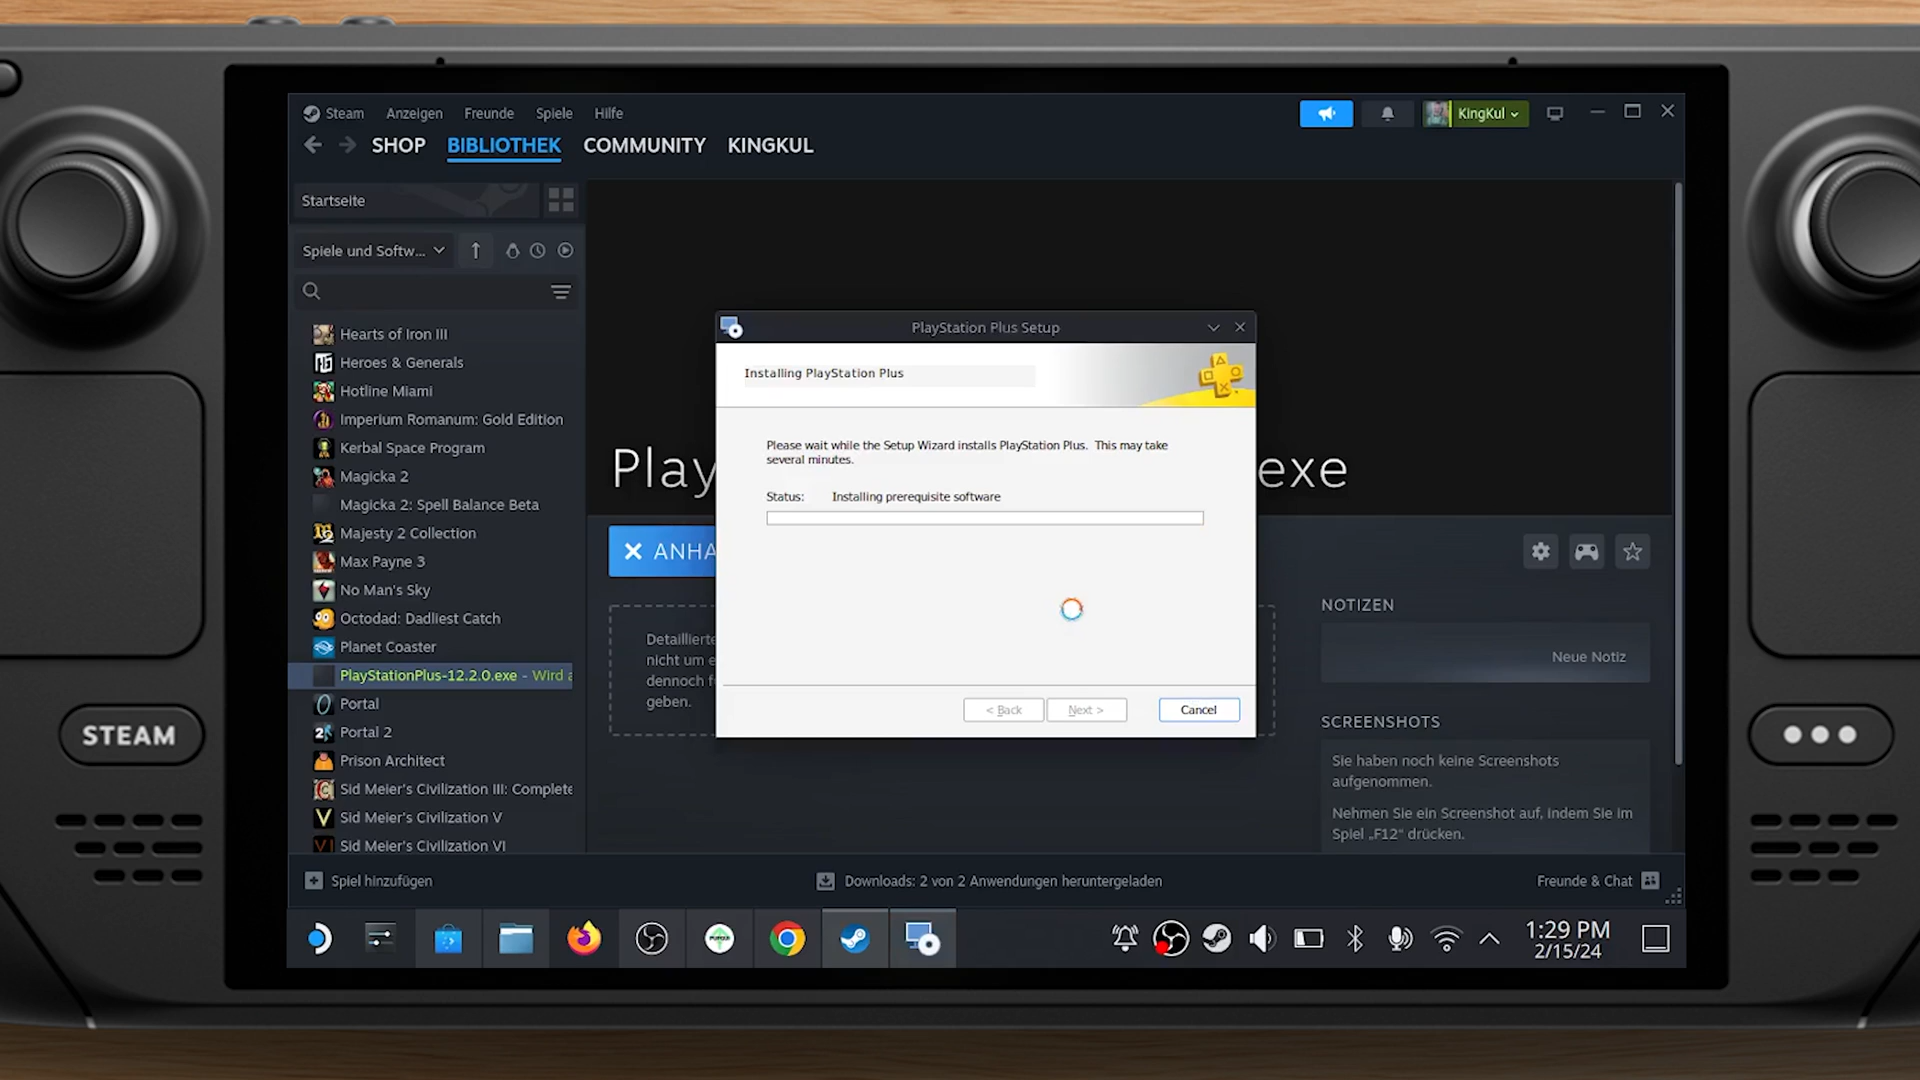 Steam Anzeigen Freunde Spiele Hilfe
KingKul
SHOP BIBLIOTHEK COMMUNITY KINGKUL
Startseite
Spiele und Softw...
Hearts of Iron III
Heroes & Generals
Hotline Miami
Imperium Romanum: Gold Edition
Kerbal Space Program
Magicka 2
Magicka 2: Spell Balance Beta
Majesty 2 Collection
Max Payne 3
No Man's Sky
Octodad: Dadliest Catch
Planet Coaster
PlayStationPlus-12.2.0.exe - Wird a
Portal
Portal 2
Prison Architect
Sid Meier's Civilization III: Complete
Sid Meier's Civilization V
Sid Meier's Civilization VI
Play
exe
ANHA
Detaillierte
nicht um e
dennoch f
geben.
PlayStation Plus Setup
Installing PlayStation Plus
Please wait while the Setup Wizard installs PlayStation Plus. This may take
several minutes.
Status: Installing prerequisite software
< Back Next > Cancel
NOTIZEN
Neue Notiz
SCREENSHOTS
Sie haben noch keine Screenshots
aufgenommen.
Nehmen Sie ein Screenshot auf, indem Sie im
Spiel „F12" drücken.
Spiel hinzufügen
Downloads: 2 von 2 Anwendungen heruntergeladen
Freunde & Chat
1:29 PM
2/15/24
STEAM